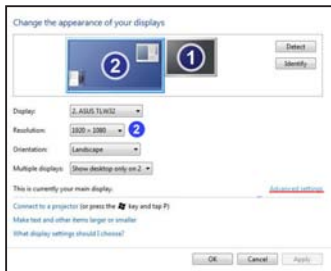 Change the appearance of your displays
2
1
Detect
Identify
Display: 2. ASUS TLW32
Resolution: 1920 × 1080 2
Orientation: Landscape
Multiple displays: Show desktop only on 2
This is currently your main display.
Advanced settings
Connect to a projector (or press the key and tap P)
Make text and other items larger or smaller
What display settings should I choose?
OK Cancel Apply